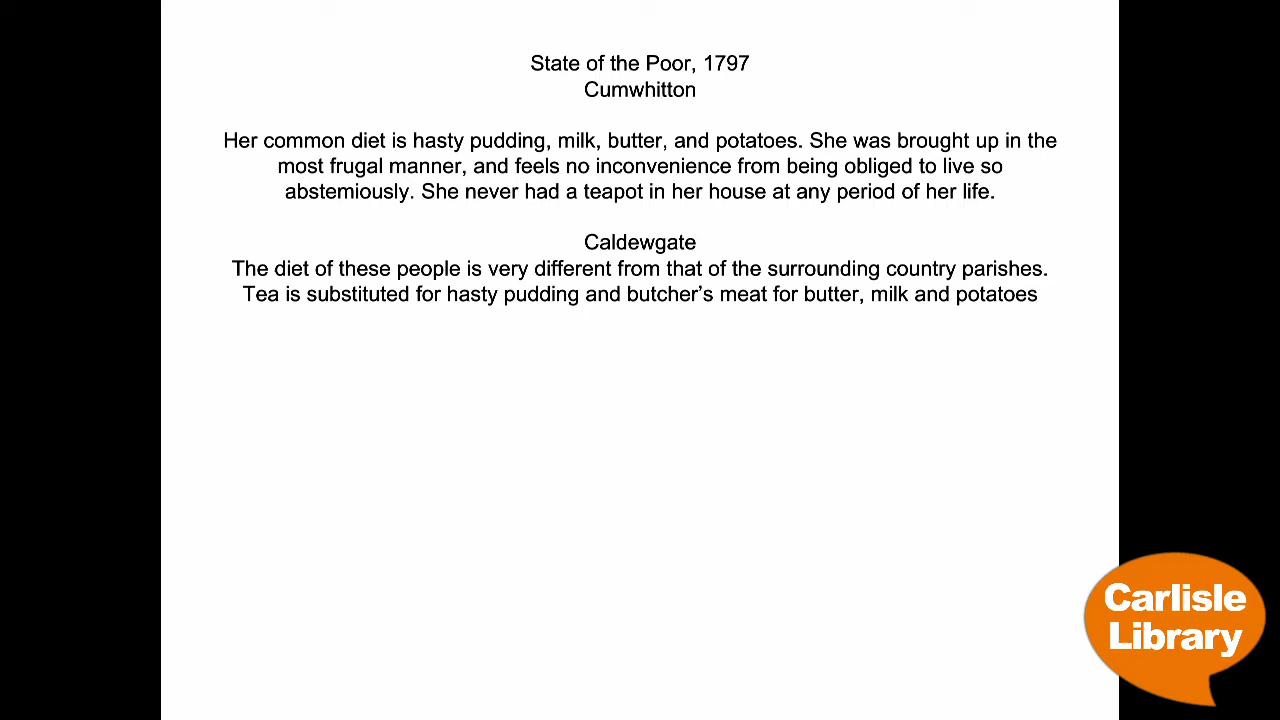 State of the Poor, 1797
Cumwhitton
Her common diet is hasty pudding, milk, butter, and potatoes. She was brought up in the
most frugal manner, and feels no inconvenience from being obliged to live so
abstemiously. She never had a teapot in her house at any period of her life.
Caldewgate
The diet of these people is very different from that of the surrounding country parishes.
Tea is substituted for hasty pudding and butcher’s meat for butter, milk and potatoes
Carlisle
Library